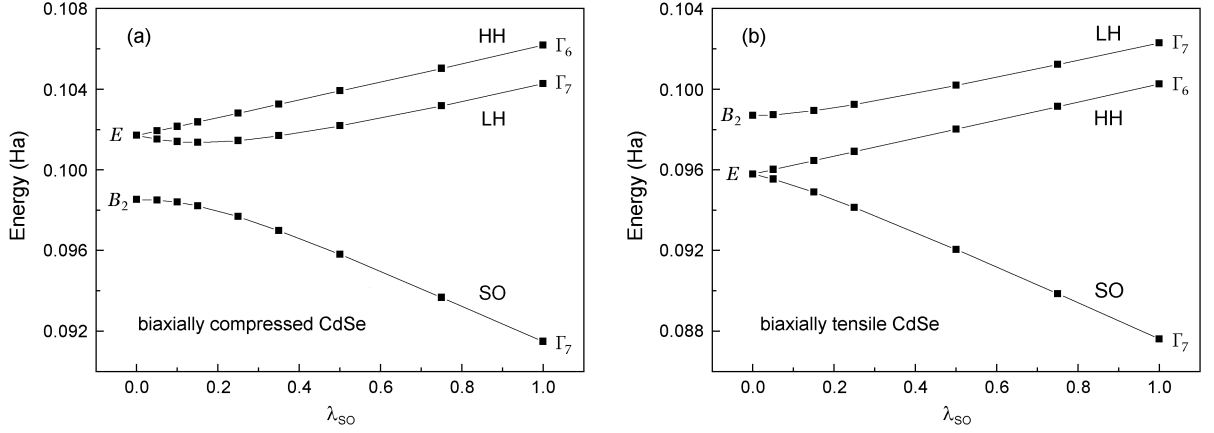 (a)
HH
Γ6
Γ7
LH
E
B2
SO
Γ7
biaxially compressed CdSe
Energy (Ha)
0.108
0.104
0.100
0.096
0.092
0.0 0.2 0.4 0.6 0.8 1.0
λSO
(b)
LH
Γ7
Γ6
HH
B2
E
SO
Γ7
biaxially tensile CdSe
Energy (Ha)
0.104
0.100
0.096
0.092
0.088
0.0 0.2 0.4 0.6 0.8 1.0
λSO